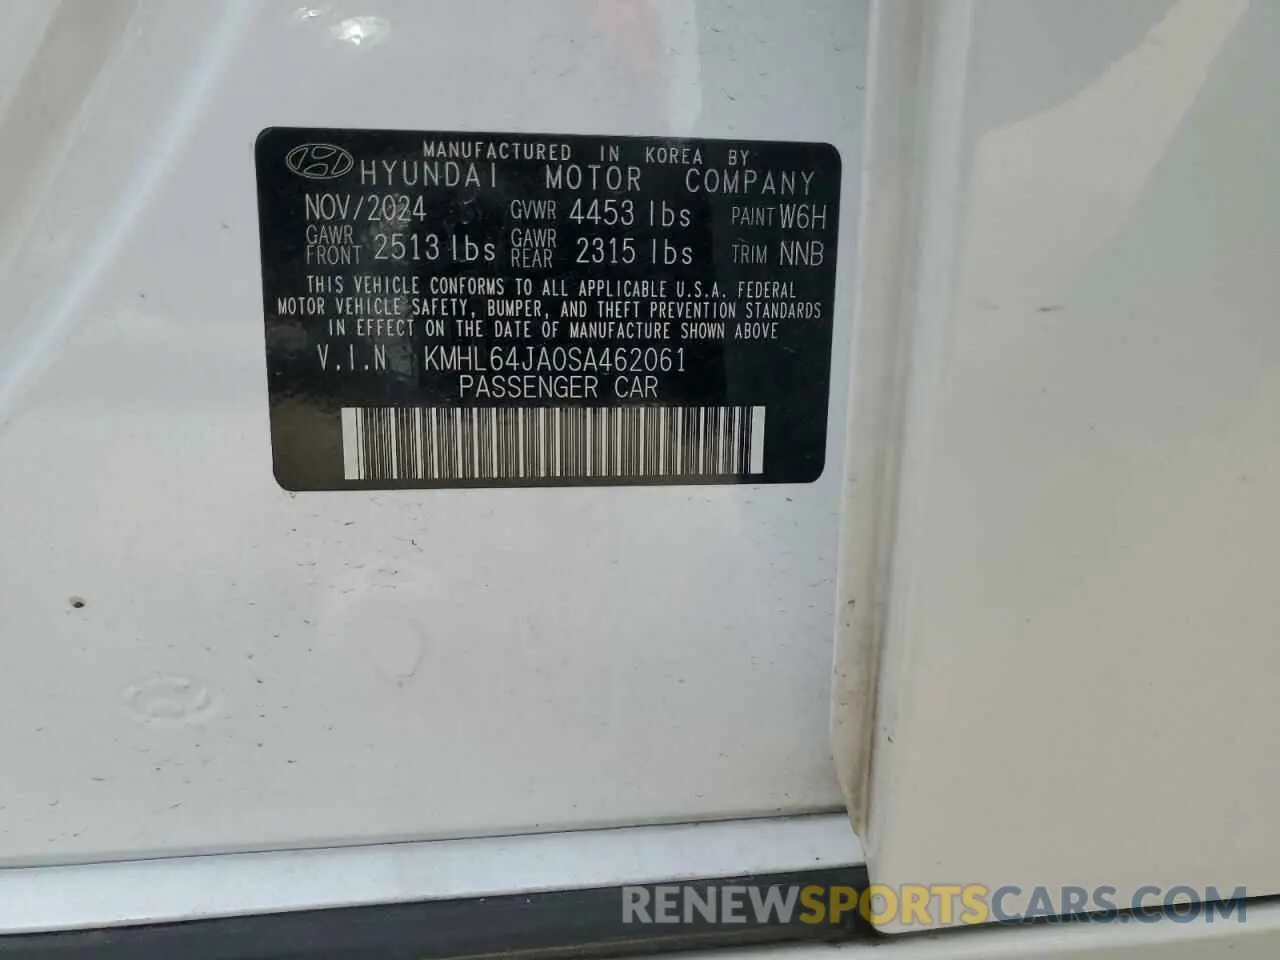 MANUFACTURED IN KOREA BY
HYUNDAI MOTOR COMPANY
NOV/2024 GVWR 4453 lbs PAINT W6H
GAWR FRONT 2513 lbs GAWR REAR 2315 lbs TRIM NNB
THIS VEHICLE CONFORMS TO ALL APPLICABLE U.S.A. FEDERAL
MOTOR VEHICLE SAFETY, BUMPER, AND THEFT PREVENTION STANDARDS
IN EFFECT ON THE DATE OF MANUFACTURE SHOWN ABOVE
V.I.N KMHL64JA0SA462061
PASSENGER CAR
RENEWSPORTSCARS.COM